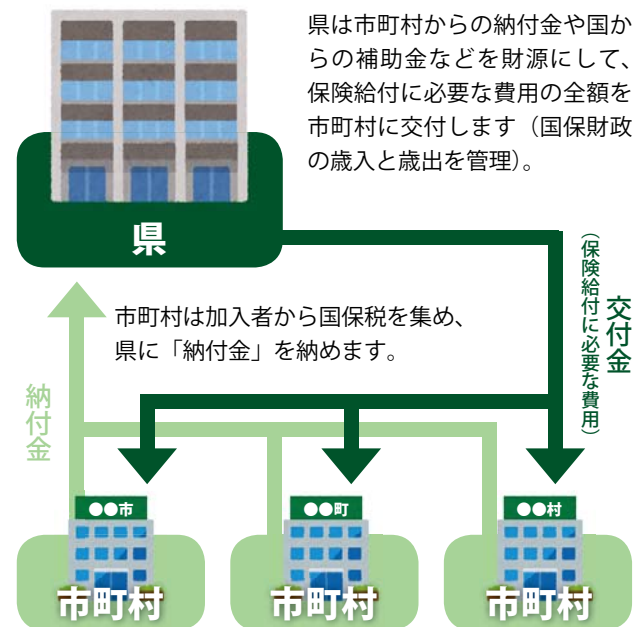 県は市町村からの納付金や国か
らの補助金などを財源にして、
保険給付に必要な費用の全額を
市町村に交付します（国保財政
の歳入と歳出を管理）。
県
市町村は加入者から国保税を集め、
県に「納付金」を納めます。
交付金
（保険給付に必要な費用）
納付金
●●市
●●町
●●村
市町村
市町村
市町村